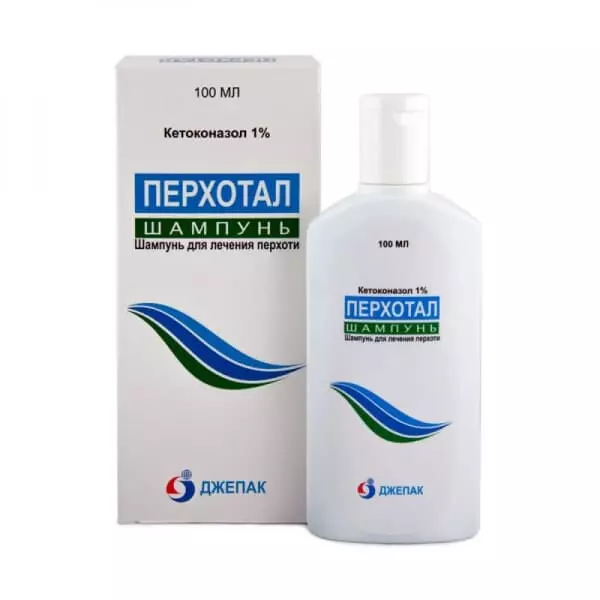 100 МЛ
Кетоконазол 1%
ПЕРХОТАЛ
ШАМПУНЬ
Шампунь для лечения перхоти
ДЖЕПАК
100 МЛ
Кетоконазол 1%
ПЕРХОТАЛ
ШАМПУНЬ
Шампунь для лечения перхоти
ДЖЕПАК